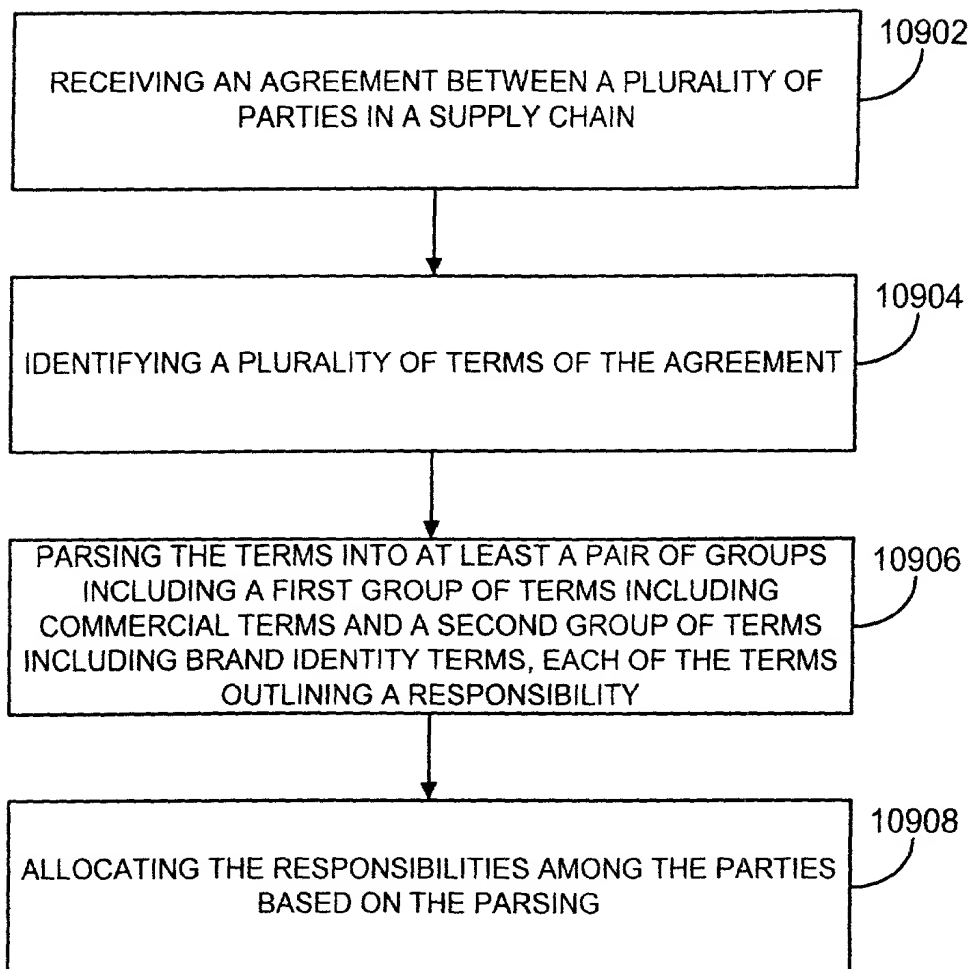 10902
RECEIVING AN AGREEMENT BETWEEN A PLURALITY OF
PARTIES IN A SUPPLY CHAIN
10904
IDENTIFYING A PLURALITY OF TERMS OF THE AGREEMENT
10906
PARSING THE TERMS INTO AT LEAST A PAIR OF GROUPS
INCLUDING A FIRST GROUP OF TERMS INCLUDING
COMMERCIAL TERMS AND A SECOND GROUP OF TERMS
INCLUDING BRAND IDENTITY TERMS, EACH OF THE TERMS
OUTLINING A RESPONSIBILITY
10908
ALLOCATING THE RESPONSIBILITIES AMONG THE PARTIES
BASED ON THE PARSING